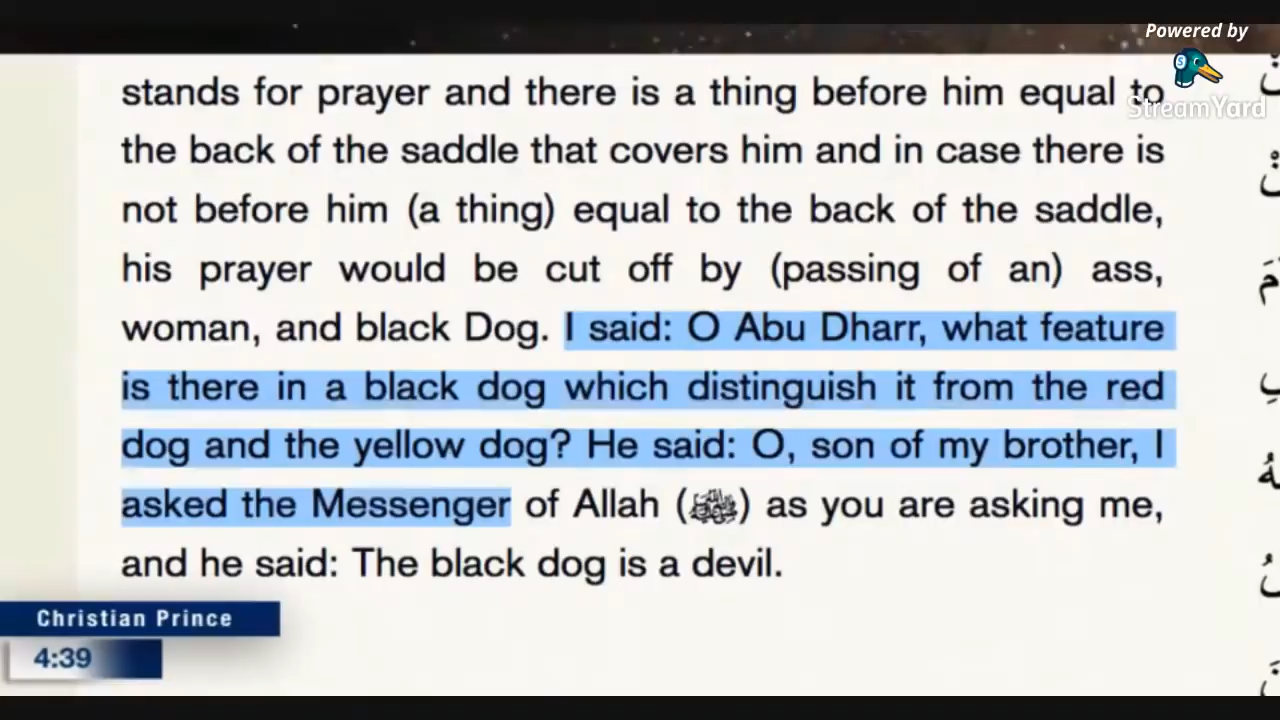 Powered by
StreamYard
stands for prayer and there is a thing before him equal to
the back of the saddle that covers him and in case there is
not before him (a thing) equal to the back of the saddle,
his prayer would be cut off by (passing of an) ass,
woman, and black Dog. I said: O Abu Dharr, what feature
is there in a black dog which distinguish it from the red
dog and the yellow dog? He said: O, son of my brother, I
asked the Messenger of Allah (ﷺ) as you are asking me,
and he said: The black dog is a devil.
Christian Prince
4:39